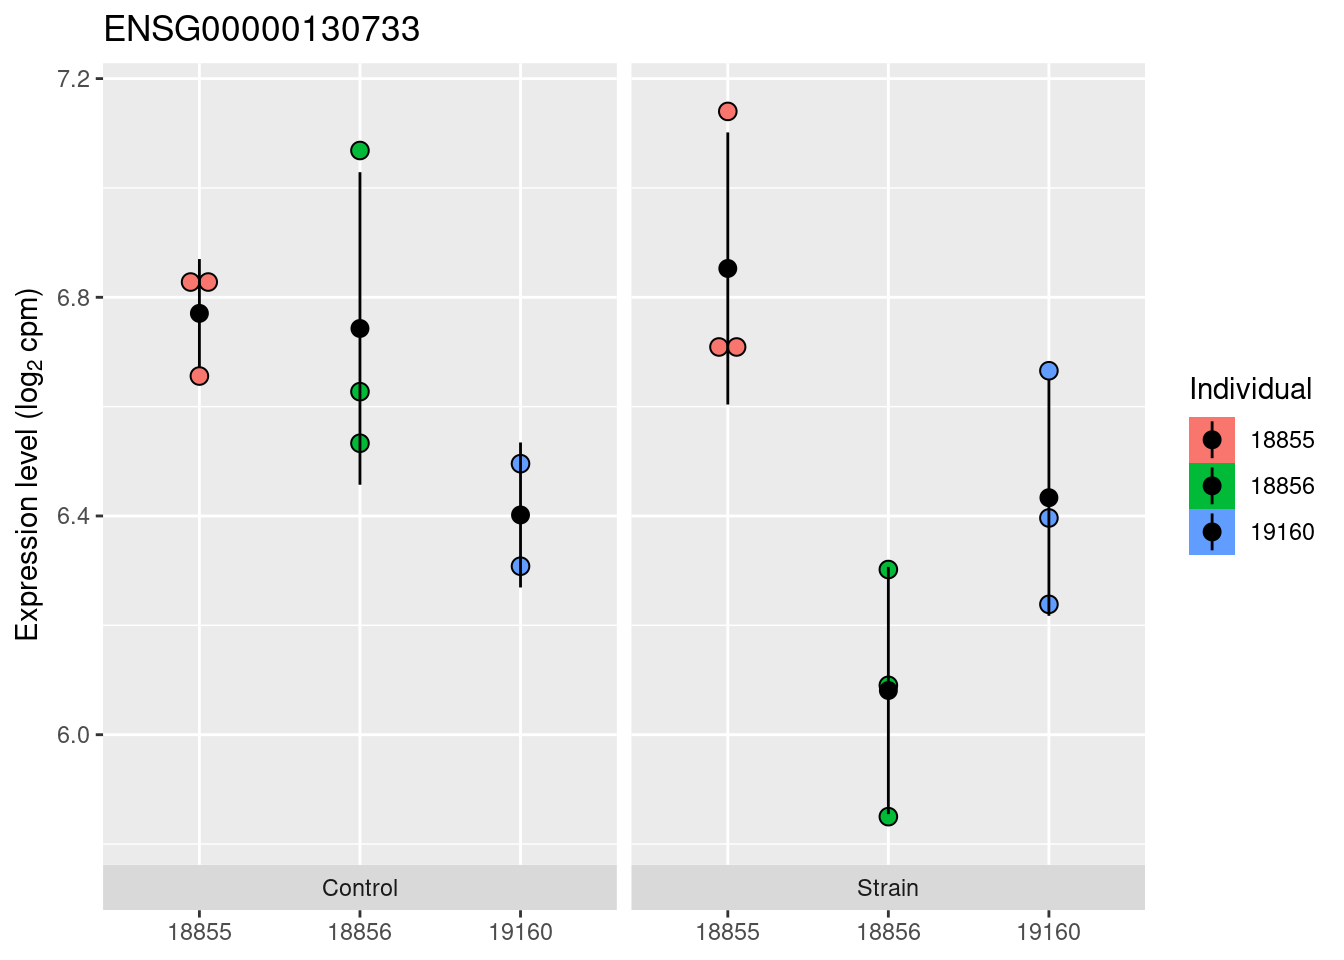 ENSG00000130733
Expression level (log₂ cpm)
7.2
6.8
6.4
6.0
Control
Strain
18855
18856
19160
18855
18856
19160
Individual
18855
18856
19160